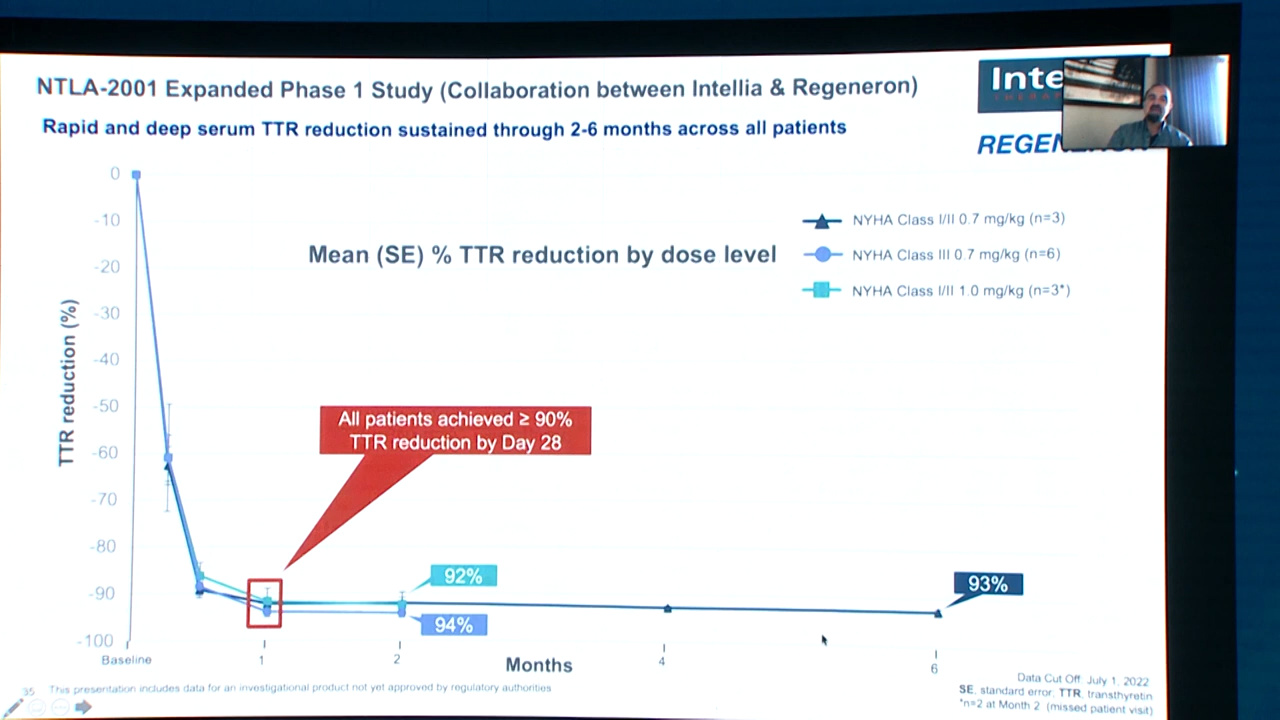 NTLA-2001 Expanded Phase 1 Study (Collaboration between Intellia & Regeneron)
Rapid and deep serum TTR reduction sustained through 2-6 months across all patients
Inte
REGEN
Mean (SE) % TTR reduction by dose level
NYHA Class I/II 0.7 mg/kg (n=3)
NYHA Class III 0.7 mg/kg (n=6)
NYHA Class I/II 1.0 mg/kg (n=3*)
TTR reduction (%)
0
-10
-20
-30
-40
-50
-60
-70
-80
-90
-100
All patients achieved ≥ 90%
TTR reduction by Day 28
92%
94%
93%
Baseline
1
2
4
6
Months
35 This presentation includes data for an investigational product not yet approved by regulatory authorities
Data Cut Off: July 1, 2022
SE, standard error; TTR, transthyretin
*n=2 at Month 2 (missed patient visit)